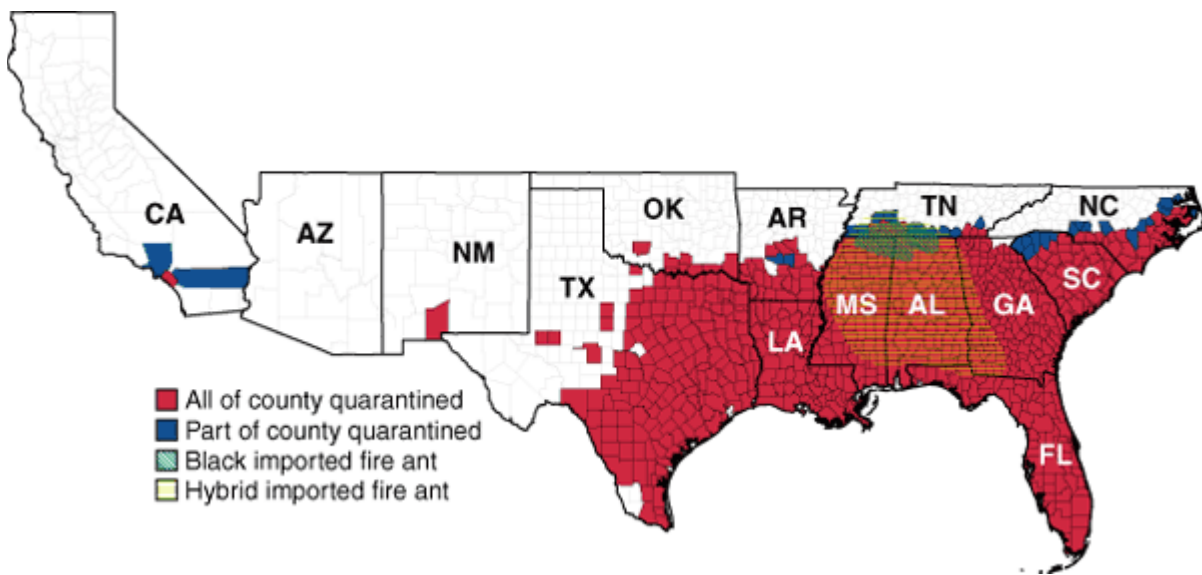 CA
AZ
NM
TX
OK
AR
TN
NC
SC
MS
AL
GA
LA
FL
All of county quarantined
Part of county quarantined
Black imported fire ant
Hybrid imported fire ant